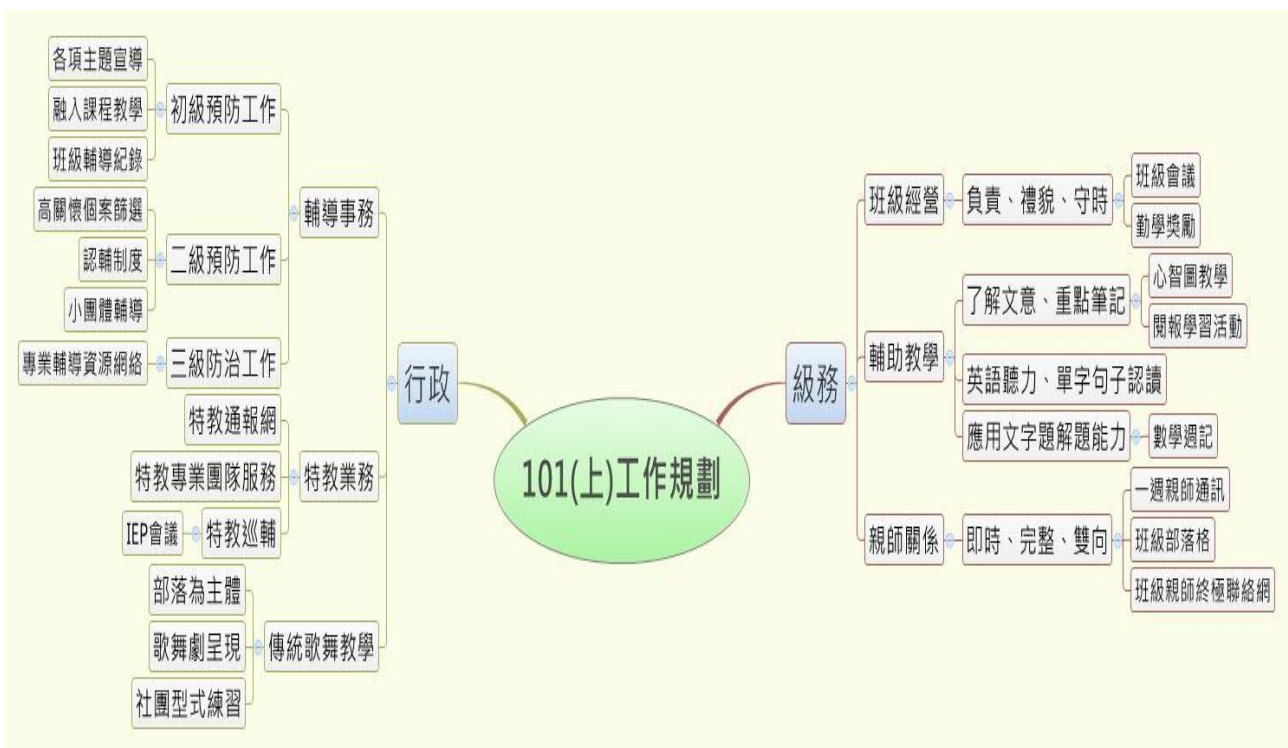 101(上)工作規劃
行政
輔導事務
初級預防工作
各項主題宣導
融入課程教學
班級輔導紀錄
二級預防工作
高關懷個案篩選
認輔制度
小團體輔導
三級防治工作
專業輔導資源網絡
特教業務
特教通報網
特教專業團隊服務
特教巡輔
IEP會議
傳統歌舞教學
部落為主體
歌舞劇呈現
社團型式練習
級務
班級經營
負責、禮貌、守時
班級會議
勤學獎勵
輔助教學
了解文意、重點筆記
心智圖教學
閱報學習活動
英語聽力、單字句子認讀
應用文字題解題能力
數學週記
親師關係
即時、完整、雙向
一週親師通訊
班級部落格
班級親師終極聯絡網